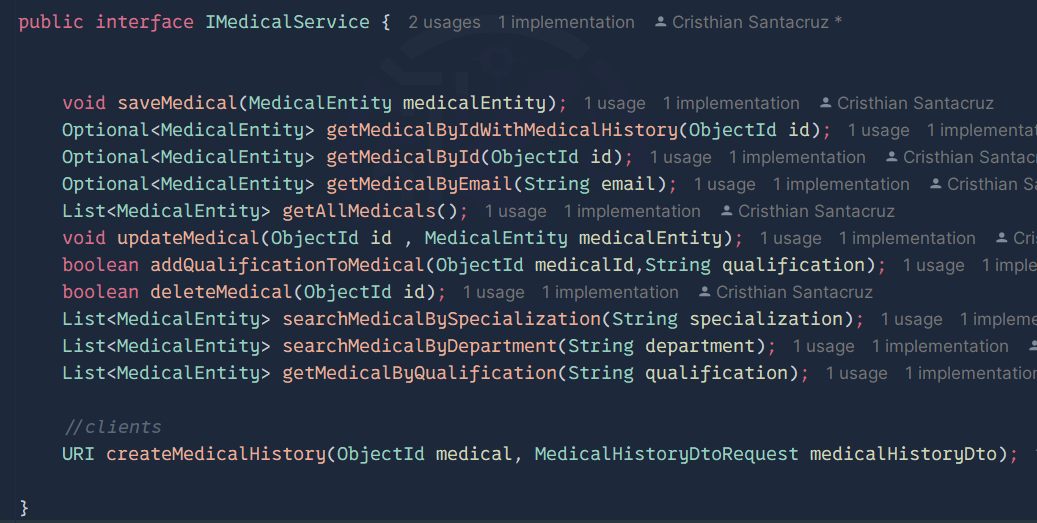 public interface IMedicalService { 2 usages 1 implementation Cristhian Santacruz *
void saveMedical(MedicalEntity medicalEntity); 1 usage 1 implementation Cristhian Santacruz
Optional<MedicalEntity> getMedicalByIdWithMedicalHistory(ObjectId id); 1 usage 1 implementat
Optional<MedicalEntity> getMedicalById(ObjectId id); 1 usage 1 implementation Cristhian Santacr
Optional<MedicalEntity> getMedicalByEmail(String email); 1 usage 1 implementation Cristhian Sa
List<MedicalEntity> getAllMedicals(); 1 usage 1 implementation Cristhian Santacruz
void updateMedical(ObjectId id , MedicalEntity medicalEntity); 1 usage 1 implementation Cri
boolean addQualificationToMedical(ObjectId medicalId,String qualification); 1 usage 1 imple
boolean deleteMedical(ObjectId id); 1 usage 1 implementation Cristhian Santacruz
List<MedicalEntity> searchMedicalBySpecialization(String specialization); 1 usage 1 impleme
List<MedicalEntity> searchMedicalByDepartment(String department); 1 usage 1 implementation
List<MedicalEntity> getMedicalByQualification(String qualification); 1 usage 1 implementation
//clients
URI createMedicalHistory(ObjectId medical, MedicalHistoryDtoRequest medicalHistoryDto);
}